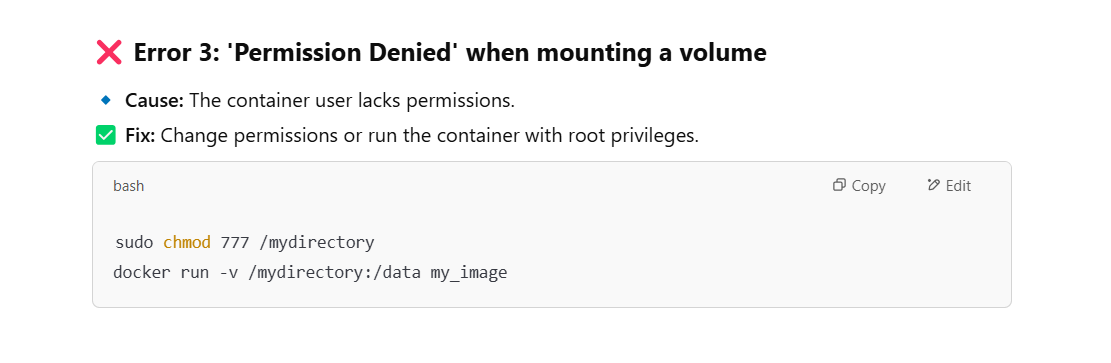 ❌ Error 3: 'Permission Denied' when mounting a volume
🔹 Cause: The container user lacks permissions.
✅ Fix: Change permissions or run the container with root privileges.
bash Copy Edit
sudo chmod 777 /mydirectory
docker run -v /mydirectory:/data my_image